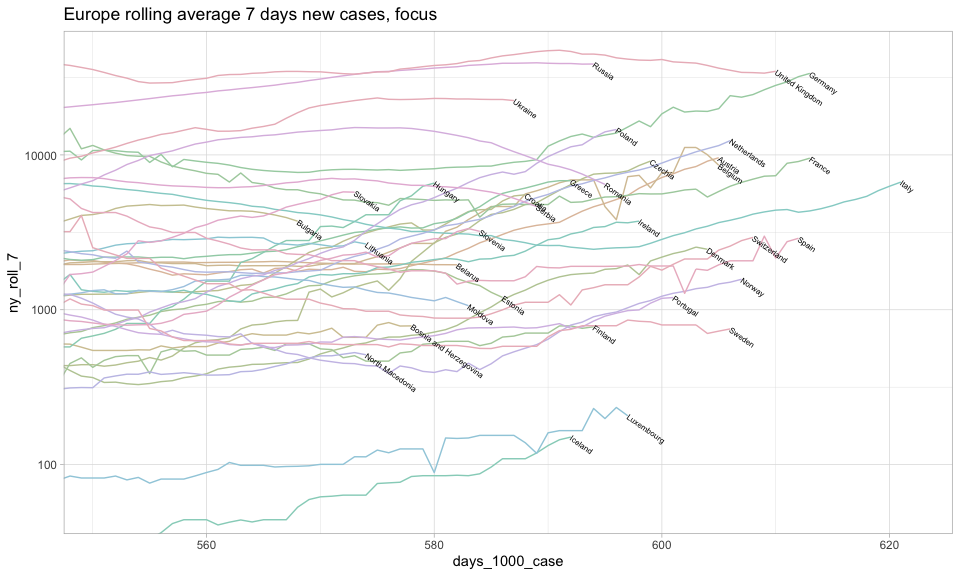 Europe rolling average 7 days new cases, focus
ny_roll_7
10000
1000
100
Russia
United Kingdom
Germany
Ukraine
Poland
Netherlands
Czechia
Austria
Belgium
France
Italy
Slovakia
Hungary
Greece
Romania
Croatia
Serbia
Bulgaria
Lithuania
Slovenia
Ireland
Denmark
Switzerland
Spain
Belarus
Norway
Moldova
Estonia
Portugal
Bosnia and Herzegovina
Finland
Sweden
North Macedonia
Luxembourg
Iceland
560
580
600
620
days_1000_case